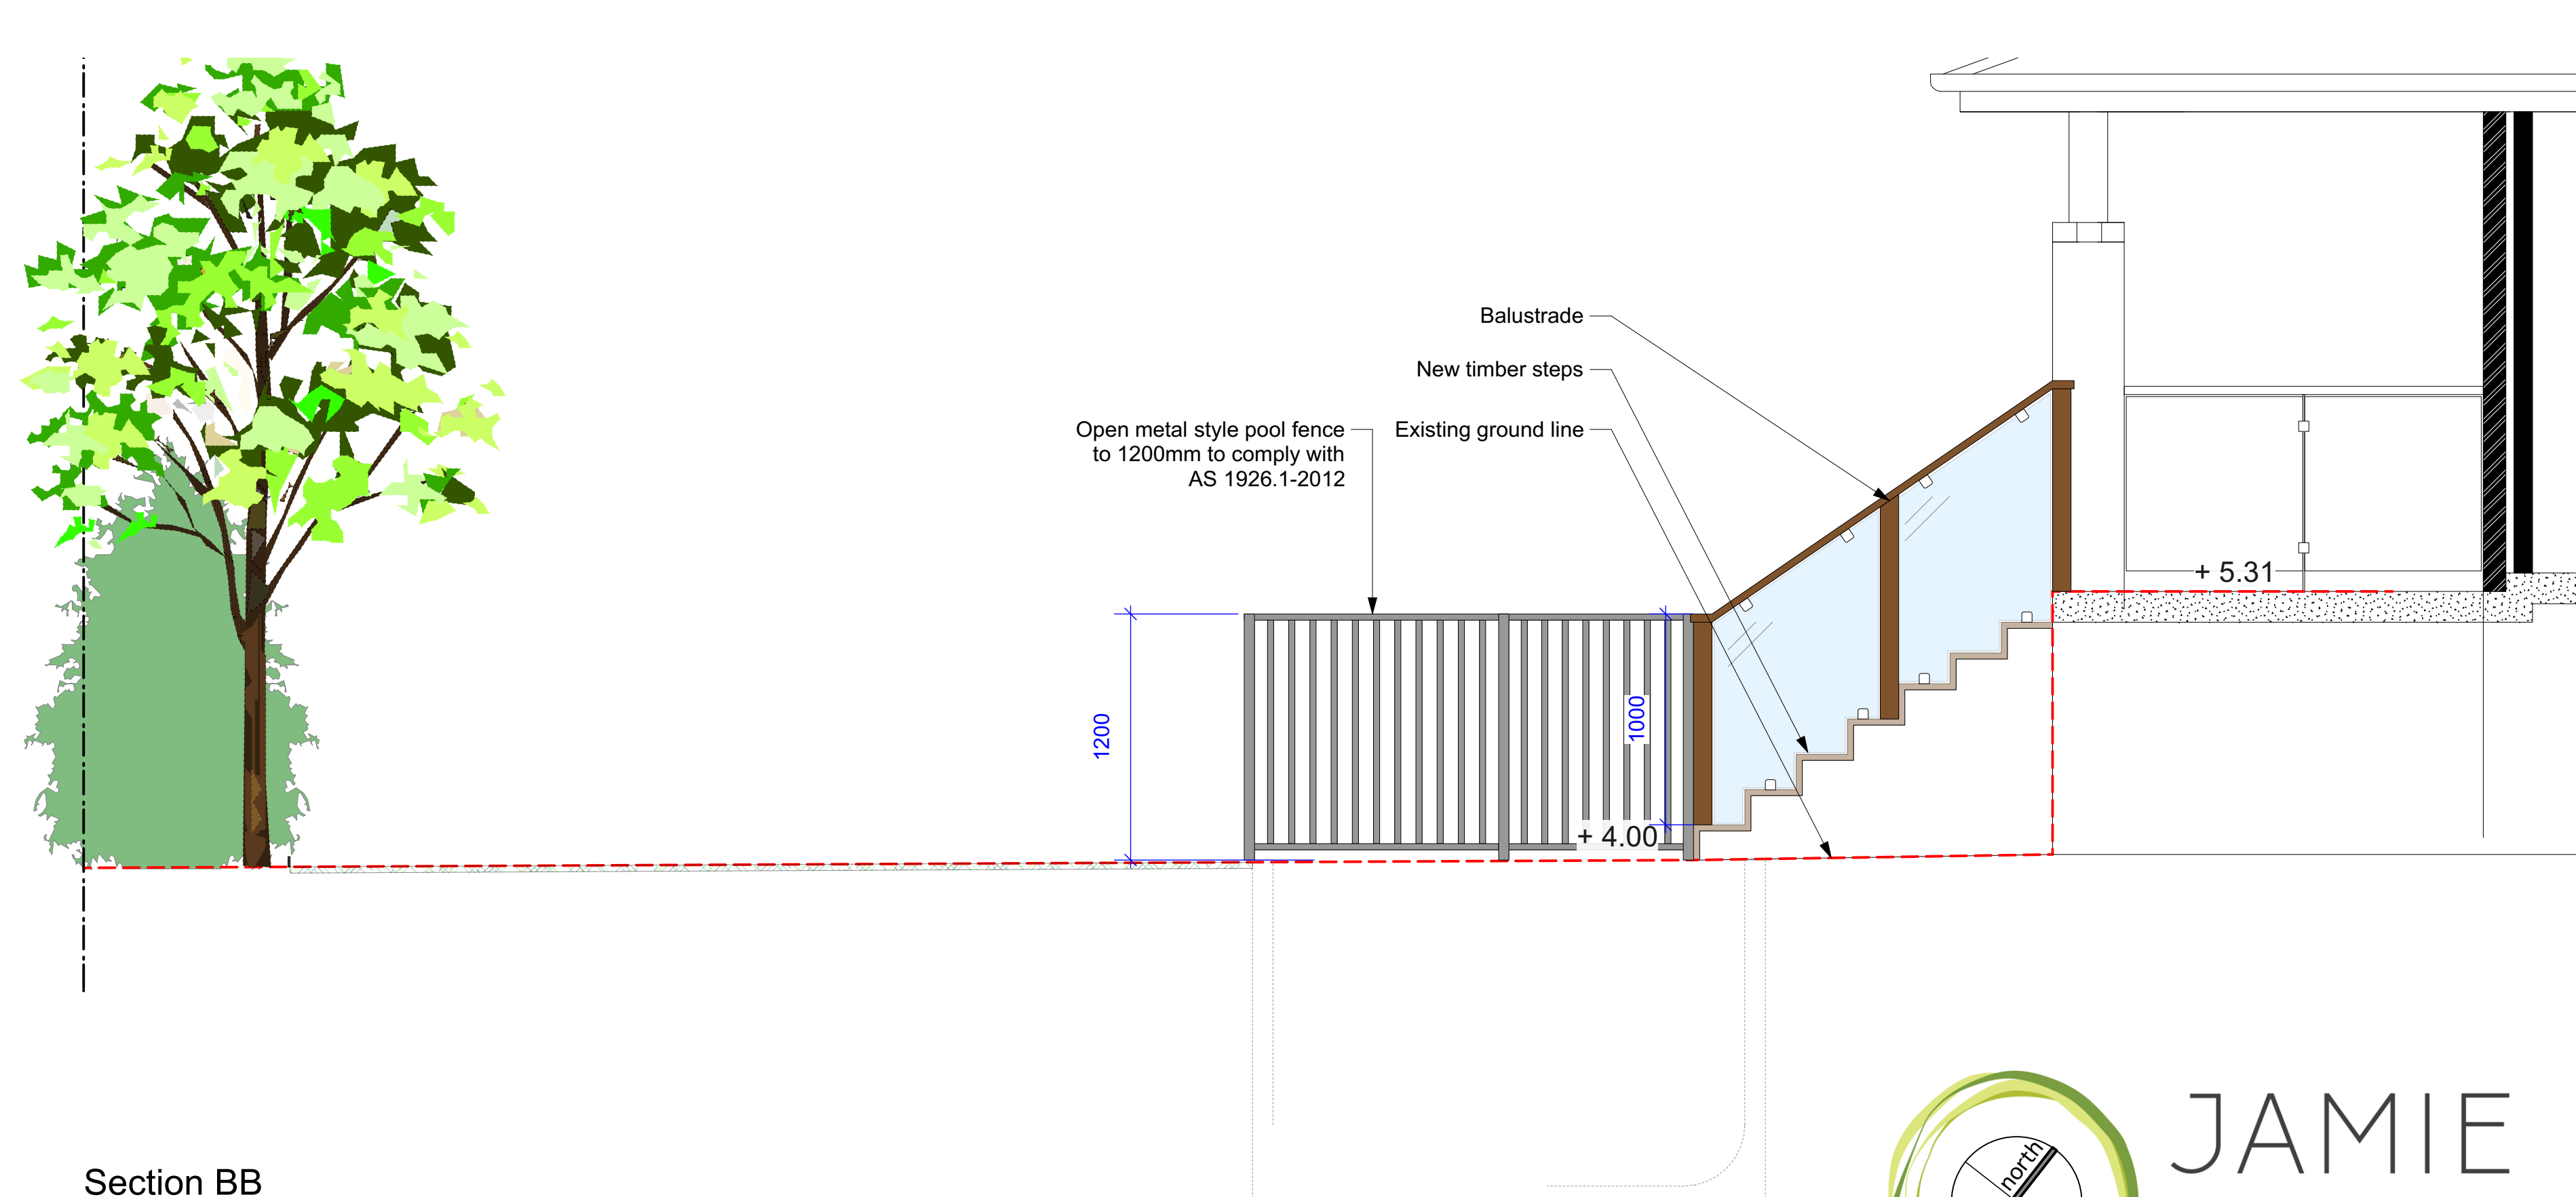 Balustrade
New timber steps
Open metal style pool fence
to 1200mm to comply with
AS 1926.1-2012
Existing ground line
+ 5.31
1200
1000
+ 4.00
Section BB
JAMIE
north